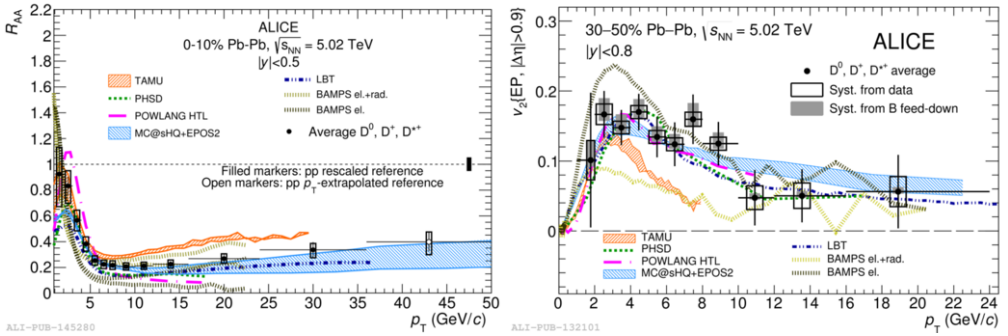 R_AA
ALICE
0-10% Pb-Pb, √s_NN = 5.02 TeV
|y|<0.5
TAMU
PHSD
POWLANG HTL
MC@sHQ+EPOS2
LBT
BAMPS el.+rad.
BAMPS el.
Average D⁰, D⁺, D*⁺
Filled markers: pp rescaled reference
Open markers: pp p_T-extrapolated reference
2
1.8
1.6
1.4
1.2
1
0.8
0.6
0.4
0.2
0
5 10 15 20 25 30 35 40 45 50
p_T (GeV/c)
ALI-PUB-145280
v₂{EP, |Δη|>0.9}
30–50% Pb–Pb, √s_NN = 5.02 TeV
|y|<0.8
ALICE
D⁰, D⁺, D*⁺ average
Syst. from data
Syst. from B feed-down
0.3
0.2
0.1
0
TAMU
PHSD
POWLANG HTL
MC@sHQ+EPOS2
LBT
BAMPS el.+rad.
BAMPS el.
0 2 4 6 8 10 12 14 16 18 20 22 24
p_T (GeV/c)
ALI-PUB-132101